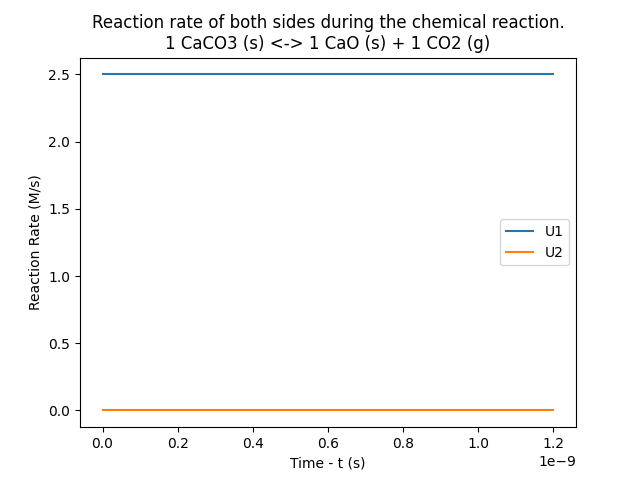 Reaction rate of both sides during the chemical reaction.
1 CaCO3 (s) <-> 1 CaO (s) + 1 CO2 (g)
2.5
2.0
1.5
1.0
0.5
0.0
Reaction Rate (M/s)
U1
U2
0.0 0.2 0.4 0.6 0.8 1.0 1.2
1e−9
Time - t (s)